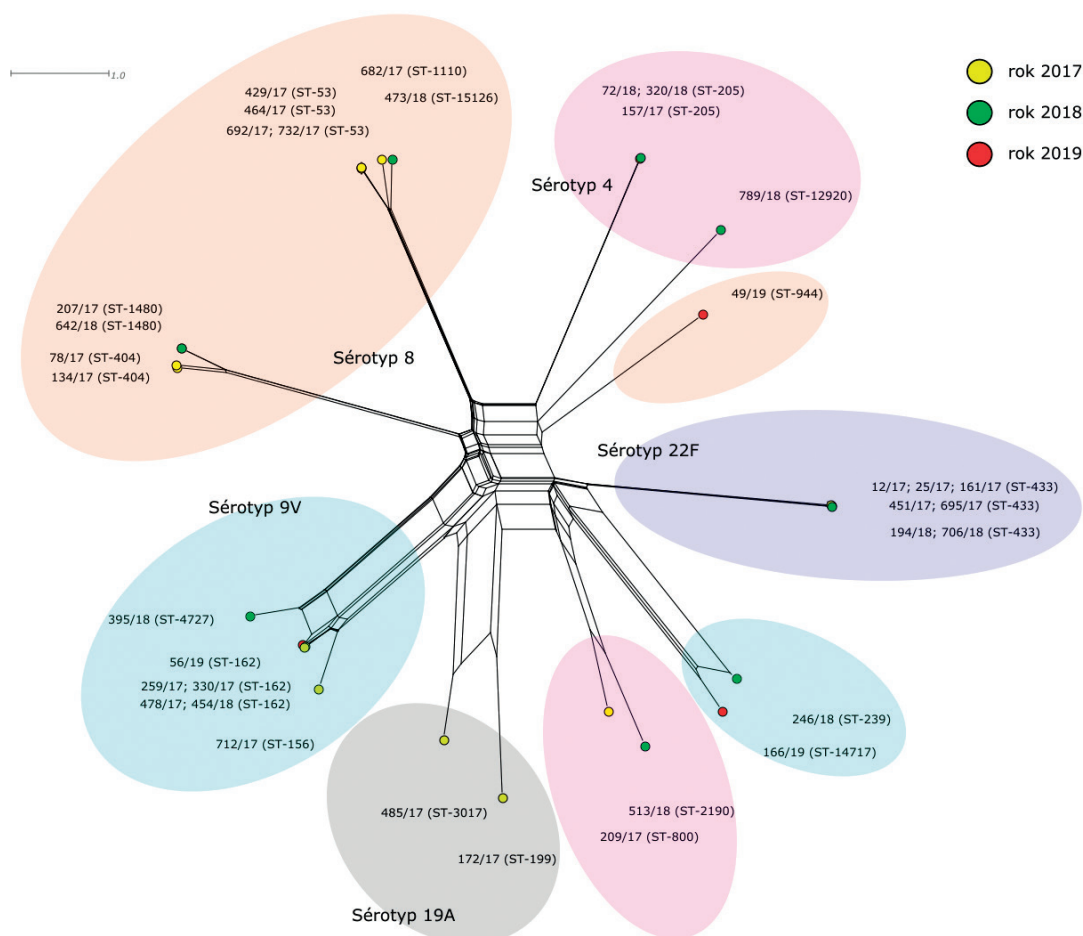 1.0
682/17 (ST-1110)
429/17 (ST-53)
473/18 (ST-15126)
464/17 (ST-53)
692/17; 732/17 (ST-53)
72/18; 320/18 (ST-205)
157/17 (ST-205)
rok 2017
rok 2018
rok 2019
Sérotyp 4
789/18 (ST-12920)
49/19 (ST-944)
207/17 (ST-1480)
642/18 (ST-1480)
78/17 (ST-404)
134/17 (ST-404)
Sérotyp 8
Sérotyp 22F
12/17; 25/17; 161/17 (ST-433)
451/17; 695/17 (ST-433)
194/18; 706/18 (ST-433)
Sérotyp 9V
395/18 (ST-4727)
56/19 (ST-162)
259/17; 330/17 (ST-162)
478/17; 454/18 (ST-162)
712/17 (ST-156)
246/18 (ST-239)
166/19 (ST-14717)
485/17 (ST-3017)
172/17 (ST-199)
513/18 (ST-2190)
209/17 (ST-800)
Sérotyp 19A